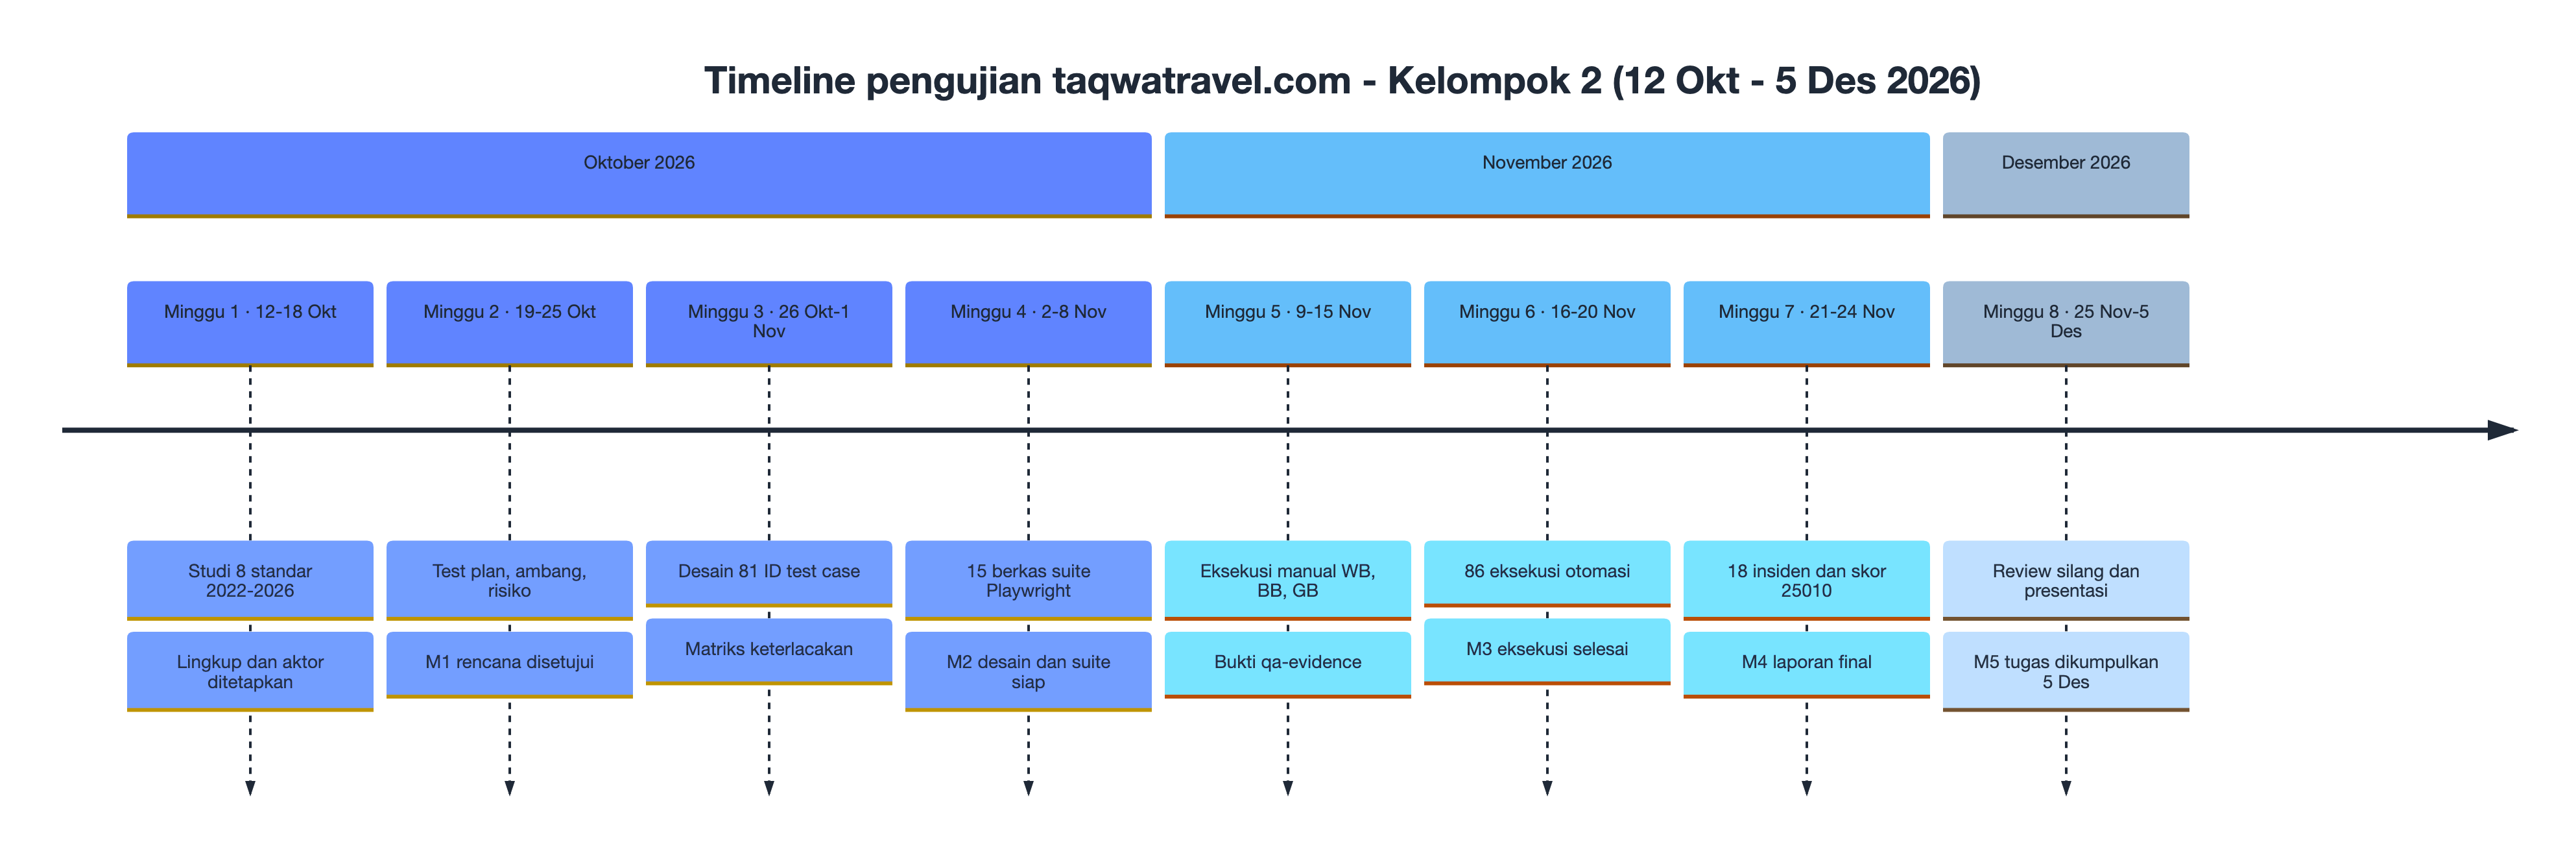 Timeline pengujian taqwatravel.com - Kelompok 2 (12 Okt - 5 Des 2026)
Oktober 2026
November 2026
Desember 2026
Minggu 1 · 12-18 Okt
Minggu 2 · 19-25 Okt
Minggu 3 · 26 Okt-1
Nov
Minggu 4 · 2-8 Nov
Minggu 5 · 9-15 Nov
Minggu 6 · 16-20 Nov
Minggu 7 · 21-24 Nov
Minggu 8 · 25 Nov-5
Des
Studi 8 standar
2022-2026
Lingkup dan aktor
ditetapkan
Test plan, ambang,
risiko
M1 rencana disetujui
Desain 81 ID test case
Matriks keterlacakan
15 berkas suite
Playwright
M2 desain dan suite
siap
Eksekusi manual WB,
BB, GB
Bukti qa-evidence
86 eksekusi otomasi
M3 eksekusi selesai
18 insiden dan skor
25010
M4 laporan final
Review silang dan
presentasi
M5 tugas dikumpulkan
5 Des